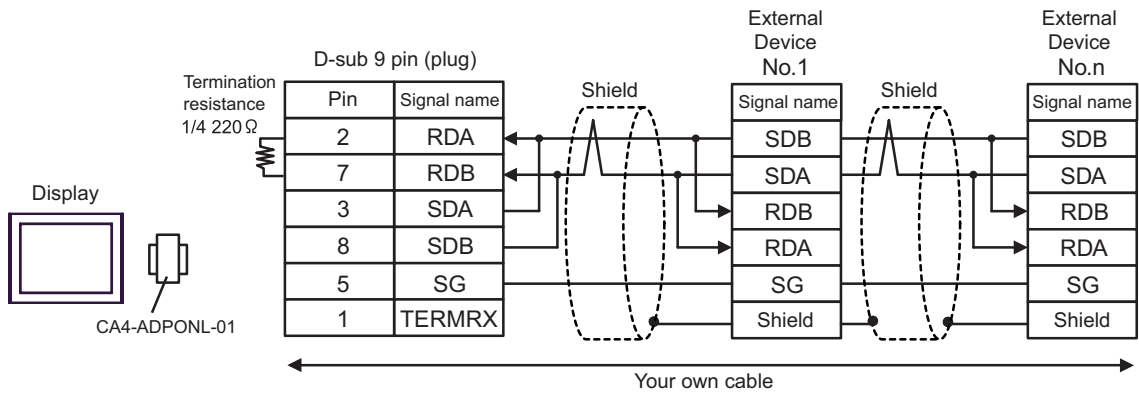 External
Device
No.1
External
Device
No.n
D-sub 9 pin (plug)
Termination
resistance
1/4 220 Ω
Shield
Shield
Pin
Signal name
Signal name
Signal name
2
RDA
SDB
SDB
7
RDB
SDA
SDA
Display
3
SDA
RDB
RDB
8
SDB
RDA
RDA
5
SG
SG
SG
1
TERMRX
Shield
Shield
CA4-ADPONL-01
Your own cable